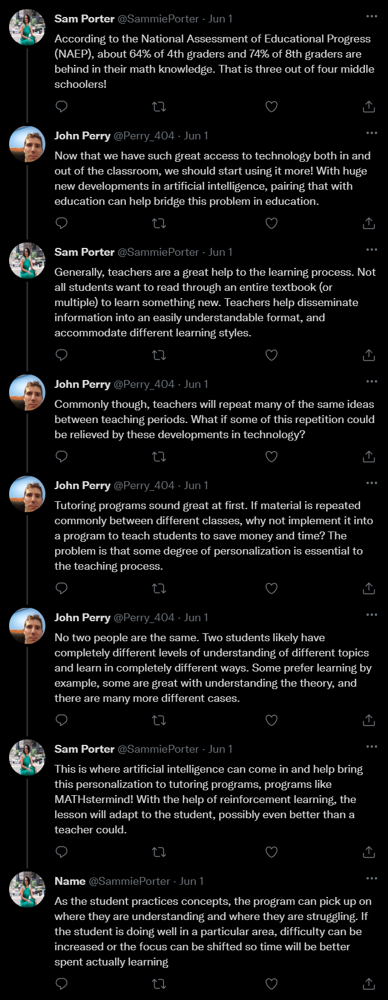 Sam Porter @SammiePorter · Jun 1
According to the National Assessment of Educational Progress
(NAEP), about 64% of 4th graders and 74% of 8th graders are
behind in their math knowledge. That is three out of four middle
schoolers!
John Perry @Perry_404 · Jun 1
Now that we have such great access to technology both in and
out of the classroom, we should start using it more! With huge
new developments in artificial intelligence, pairing that with
education can help bridge this problem in education.
Sam Porter @SammiePorter · Jun 1
Generally, teachers are a great help to the learning process. Not
all students want to read through an entire textbook (or
multiple) to learn something new. Teachers help disseminate
information into an easily understandable format, and
accommodate different learning styles.
John Perry @Perry_404 · Jun 1
Commonly though, teachers will repeat many of the same ideas
between teaching periods. What if some of this repetition could
be relieved by these developments in technology?
John Perry @Perry_404 · Jun 1
Tutoring programs sound great at first. If material is repeated
commonly between different classes, why not implement it into
a program to teach students to save money and time? The
problem is that some degree of personalization is essential to
the teaching process.
John Perry @Perry_404 · Jun 1
No two people are the same. Two students likely have
completely different levels of understanding of different topics
and learn in completely different ways. Some prefer learning by
example, some are great with understanding the theory, and
there are many more different cases.
Sam Porter @SammiePorter · Jun 1
This is where artificial intelligence can come in and help bring
this personalization to tutoring programs, programs like
MATHstermind! With the help of reinforcement learning, the
lesson will adapt to the student, possibly even better than a
teacher could.
Name @SammiePorter · Jun 1
As the student practices concepts, the program can pick up on
where they are understanding and where they are struggling. If
the student is doing well in a particular area, difficulty can be
increased or the focus can be shifted so time will be better
spent actually learning